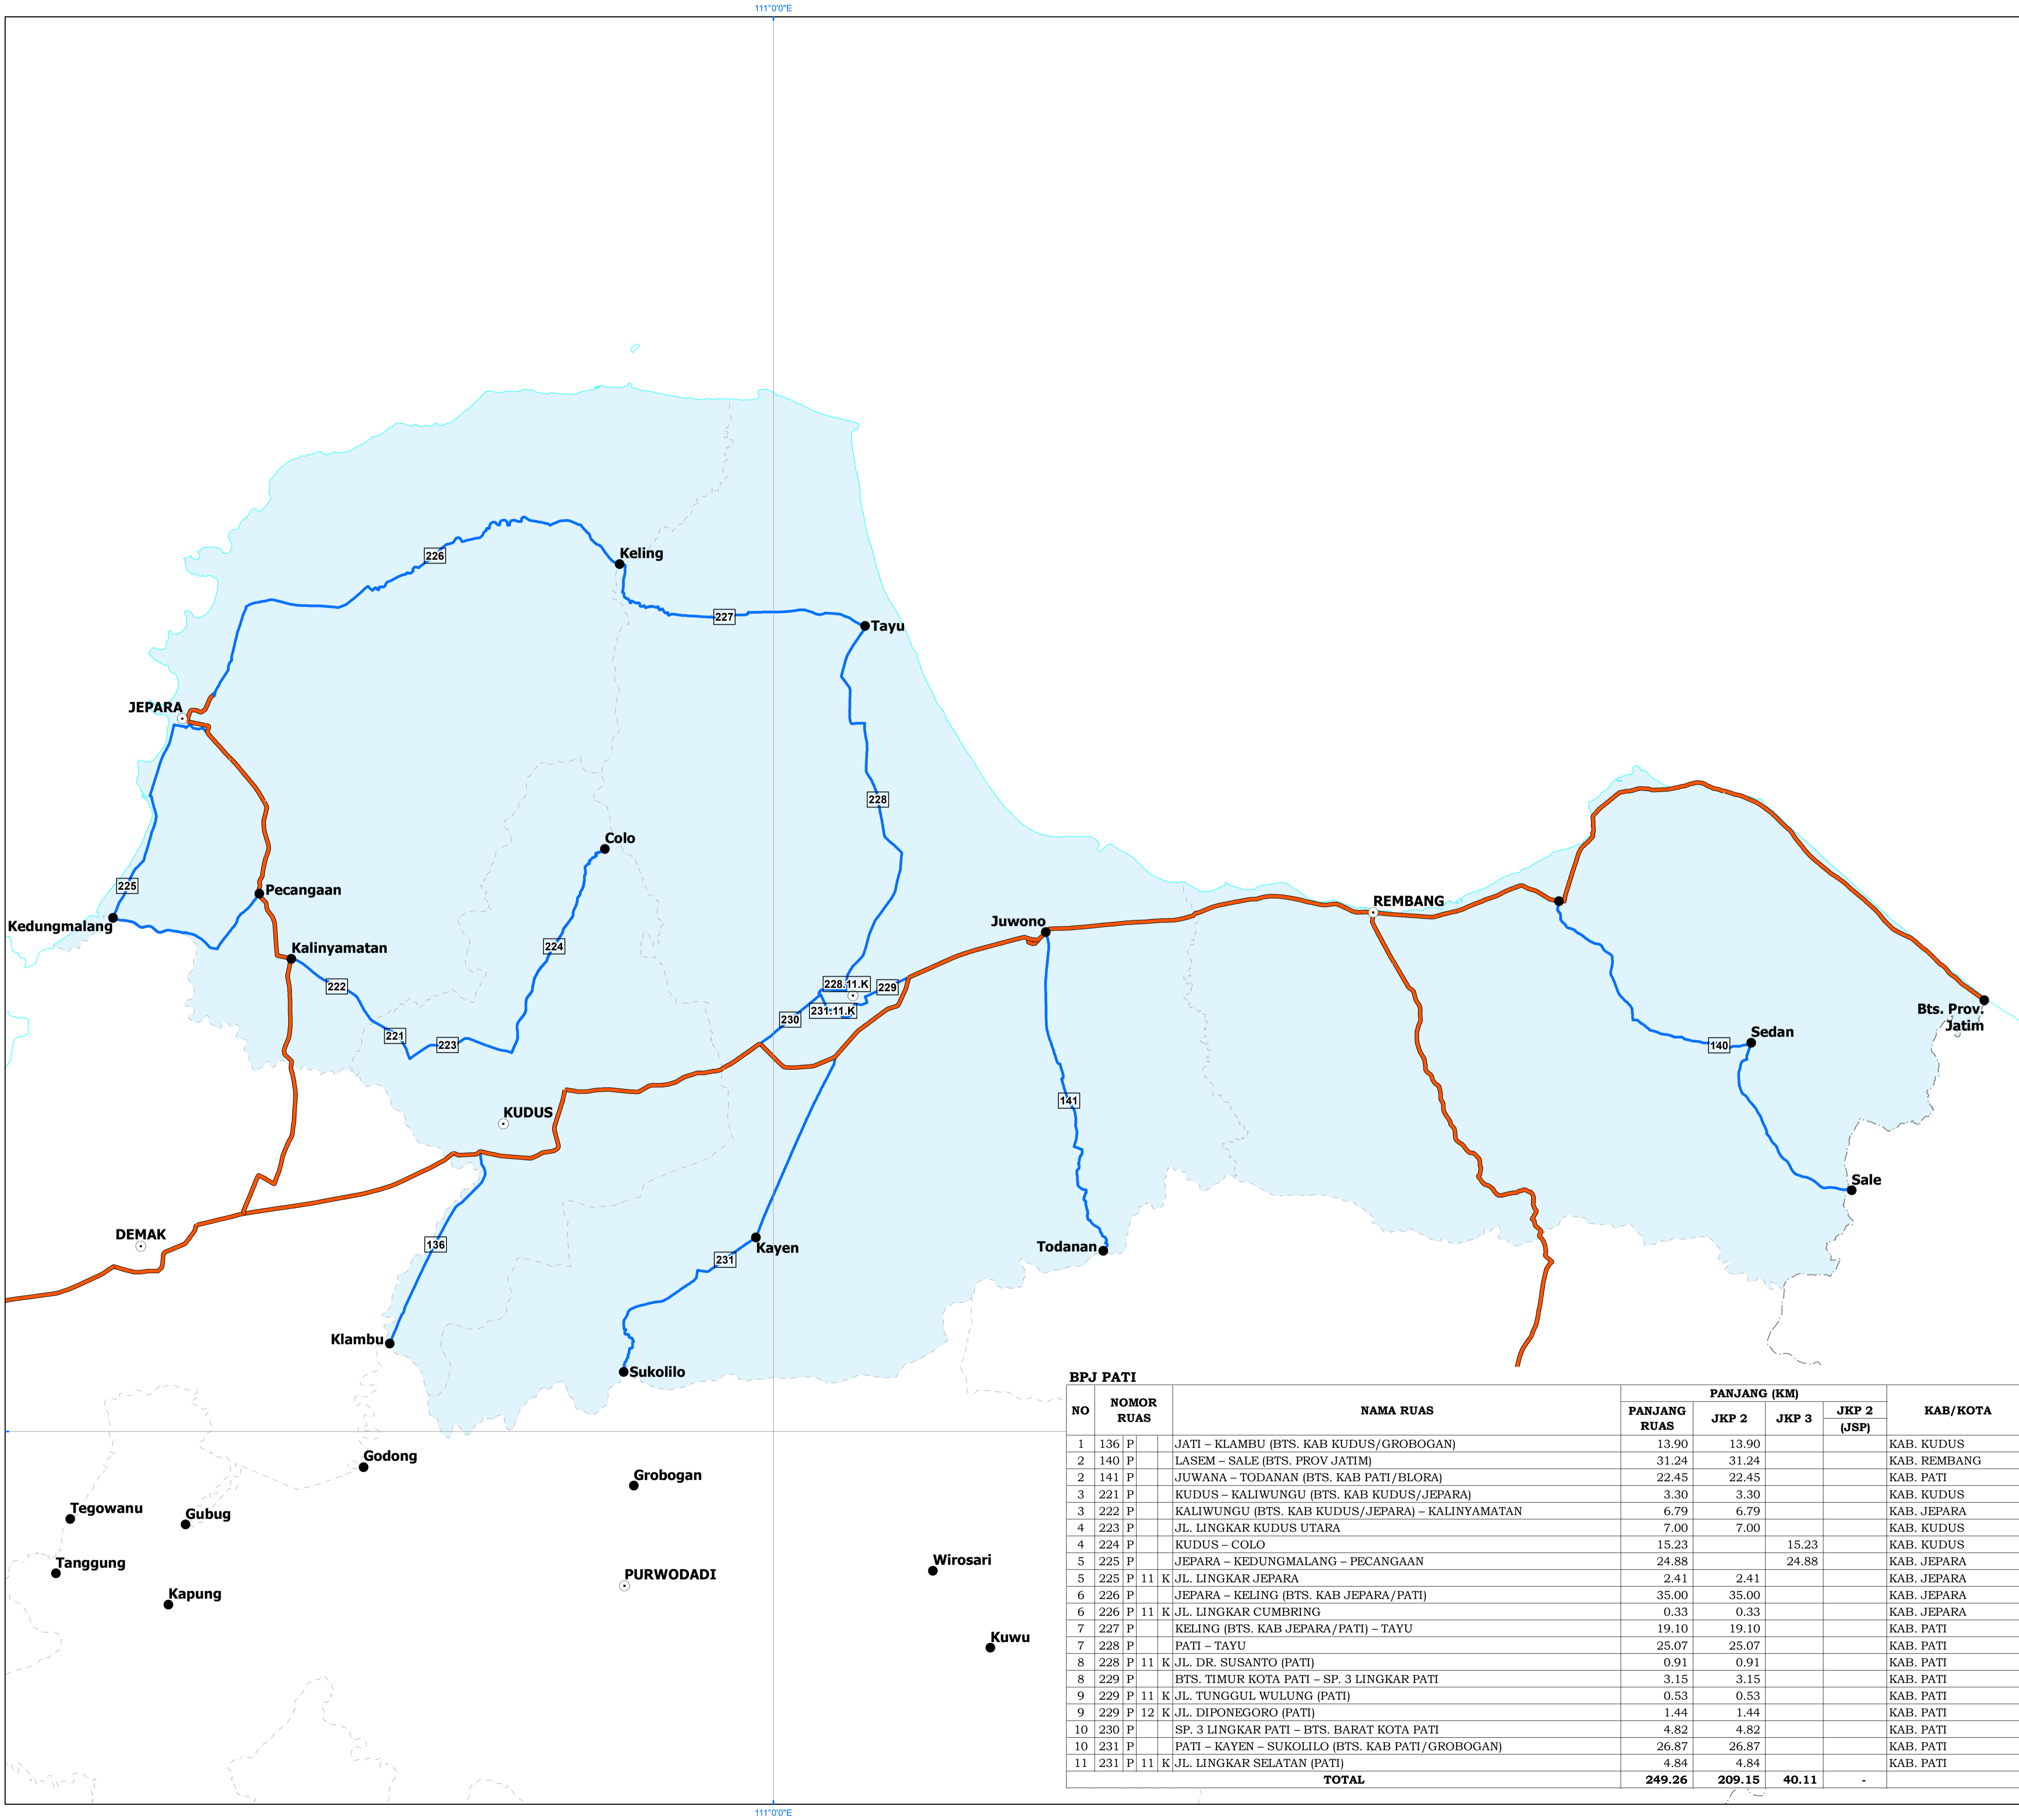 111°0'0"E
226
Keling
227
Tayu
JEPARA
228
Colo
225
Pecangaan
Kedungmalang
REMBANG
Juwono
224
Kalinyamatan
222
228.11.K
229
Bts. Prov.
Jatim
231.11.K
230
221
223
Sedan
140
141
KUDUS
Sale
DEMAK
136
Kayen
Todanan
231
Klambu
Sukolilo
Godong
Grobogan
Tegowanu
Gubug
Tanggung
Wirosari
PURWODADI
Kapung
Kuwu
BPJ PATI
NO NOMOR RUAS NAMA RUAS PANJANG (KM) KAB/KOTA
PANJANG RUAS JKP 2 JKP 3 JKP 2 (JSP)
1 136 P JATI – KLAMBU (BTS. KAB KUDUS/GROBOGAN) 13.90 13.90 KAB. KUDUS
2 140 P LASEM – SALE (BTS. PROV JATIM) 31.24 31.24 KAB. REMBANG
2 141 P JUWANA – TODANAN (BTS. KAB PATI/BLORA) 22.45 22.45 KAB. PATI
3 221 P KUDUS – KALIWUNGU (BTS. KAB KUDUS/JEPARA) 3.30 3.30 KAB. KUDUS
3 222 P KALIWUNGU (BTS. KAB KUDUS/JEPARA) – KALINYAMATAN 6.79 6.79 KAB. JEPARA
4 223 P JL. LINGKAR KUDUS UTARA 7.00 7.00 KAB. KUDUS
4 224 P KUDUS – COLO 15.23 15.23 KAB. KUDUS
5 225 P JEPARA – KEDUNGMALANG – PECANGAAN 24.88 24.88 KAB. JEPARA
5 225 P 11 K JL. LINGKAR JEPARA 2.41 2.41 KAB. JEPARA
6 226 P JEPARA – KELING (BTS. KAB JEPARA/PATI) 35.00 35.00 KAB. JEPARA
6 226 P 11 K JL. LINGKAR CUMBRING 0.33 0.33 KAB. JEPARA
7 227 P KELING (BTS. KAB JEPARA/PATI) – TAYU 19.10 19.10 KAB. PATI
7 228 P PATI – TAYU 25.07 25.07 KAB. PATI
8 228 P 11 K JL. DR. SUSANTO (PATI) 0.91 0.91 KAB. PATI
8 229 P BTS. TIMUR KOTA PATI – SP. 3 LINGKAR PATI 3.15 3.15 KAB. PATI
9 229 P 11 K JL. TUNGGUL WULUNG (PATI) 0.53 0.53 KAB. PATI
9 229 P 12 K JL. DIPONEGORO (PATI) 1.44 1.44 KAB. PATI
10 230 P SP. 3 LINGKAR PATI – BTS. BARAT KOTA PATI 4.82 4.82 KAB. PATI
10 231 P PATI – KAYEN – SUKOLILO (BTS. KAB PATI/GROBOGAN) 26.87 26.87 KAB. PATI
11 231 P 11 K JL. LINGKAR SELATAN (PATI) 4.84 4.84 KAB. PATI
TOTAL 249.26 209.15 40.11 -
111°0'0"E